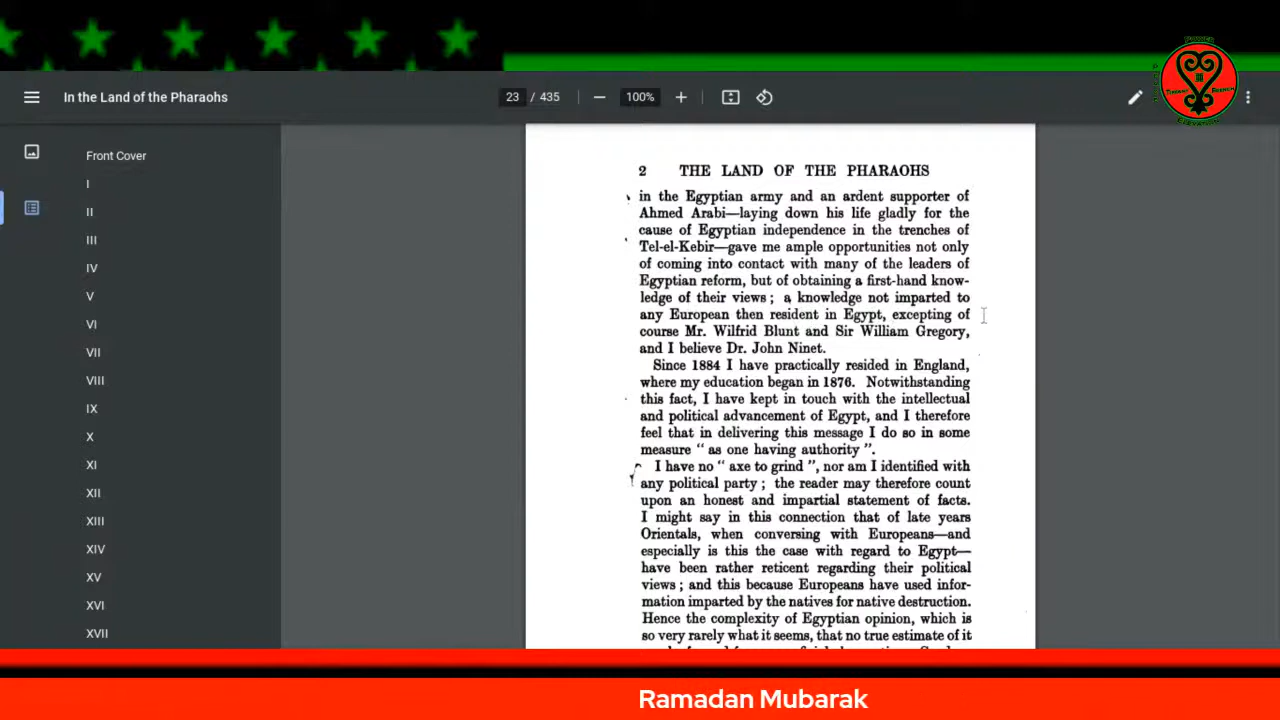 In the Land of the Pharaohs
23 / 435
100%
Front Cover
I
II
III
IV
V
VI
VII
VIII
IX
X
XI
XII
XIII
XIV
XV
XVI
XVII
2 THE LAND OF THE PHARAOHS
in the Egyptian army and an ardent supporter of
Ahmed Arabi—laying down his life gladly for the
cause of Egyptian independence in the trenches of
Tel-el-Kebir—gave me ample opportunities not only
of coming into contact with many of the leaders of
Egyptian reform, but of obtaining a first-hand know-
ledge of their views ; a knowledge not imparted to
any European then resident in Egypt, excepting of
course Mr. Wilfrid Blunt and Sir William Gregory,
and I believe Dr. John Ninet.
Since 1884 I have practically resided in England,
where my education began in 1876. Notwithstanding
this fact, I have kept in touch with the intellectual
and political advancement of Egypt, and I therefore
feel that in delivering this message I do so in some
measure “ as one having authority ”.
I have no “ axe to grind ”, nor am I identified with
any political party ; the reader may therefore count
upon an honest and impartial statement of facts.
I might say in this connection that of late years
Orientals, when conversing with Europeans—and
especially is this the case with regard to Egypt—
have been rather reticent regarding their political
views ; and this because Europeans have used infor-
mation imparted by the natives for native destruction.
Hence the complexity of Egyptian opinion, which is
so very rarely what it seems, that no true estimate of it
POWER
Ramadan Mubarak